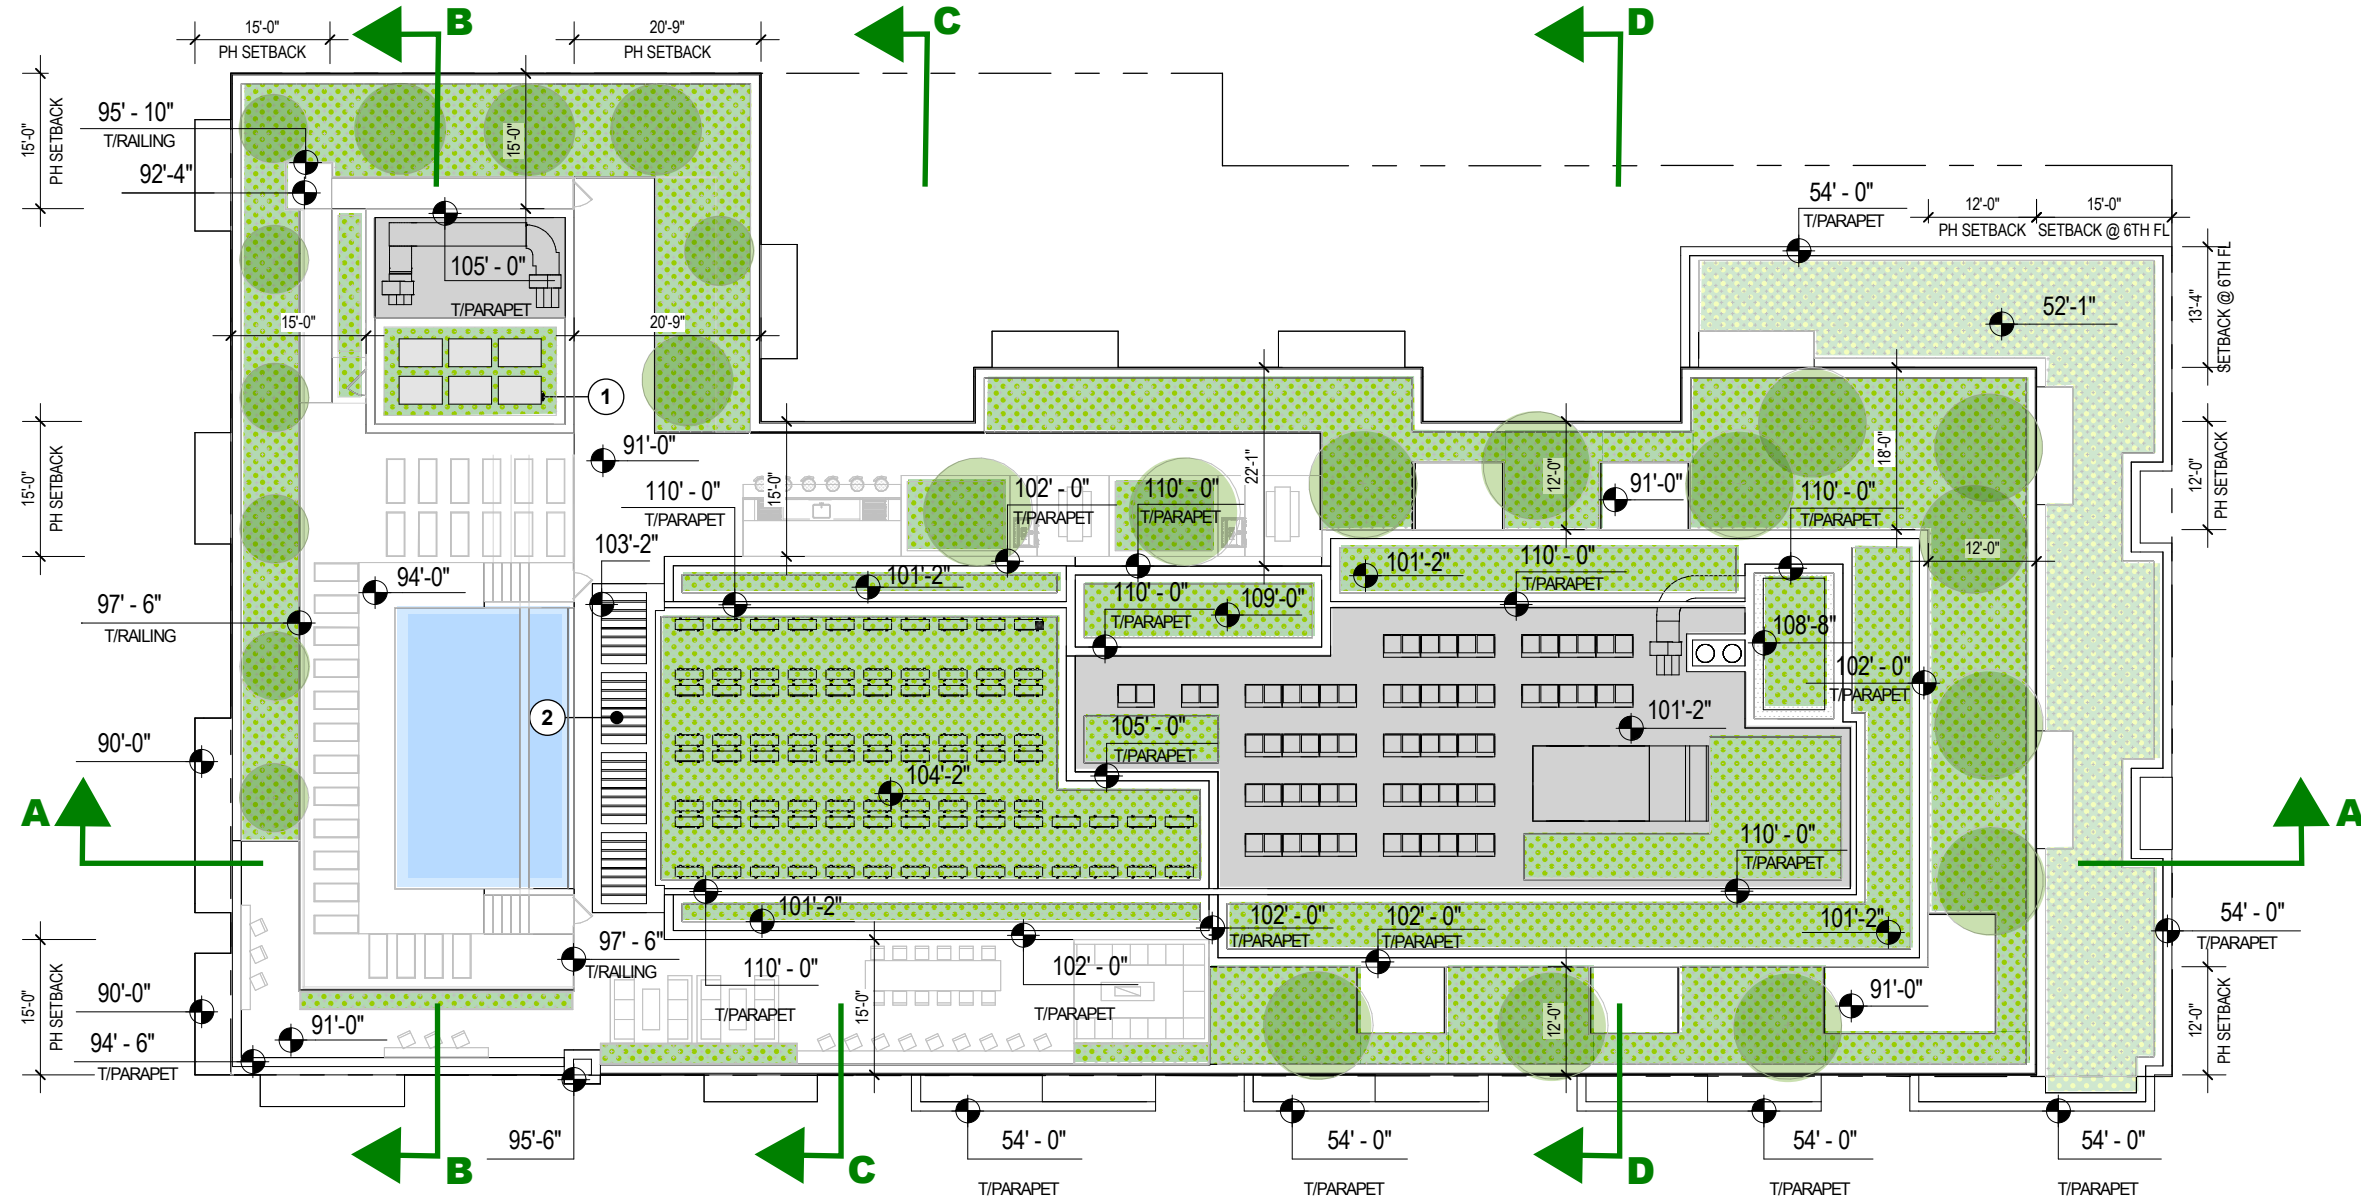 15'-0"
PH SETBACK
B
20'-9"
PH SETBACK
C
D
15'-0"
PH SETBACK
95' - 10"
T/RAILING
92'-4"
15'-0"
54' - 0"
T/PARAPET
12'-0"
PH SETBACK
15'-0"
SETBACK @ 6TH FL
105' - 0"
T/PARAPET
15'-0"
20'-9"
52'-1"
13'-4"
SETBACK @ 6TH FL
1
15'-0"
PH SETBACK
91'-0"
110' - 0"
T/PARAPET
103'-2"
15'-0"
102' - 0"
T/PARAPET
110' - 0"
T/PARAPET
22'-1"
12'-0"
91'-0"
18'-0"
110' - 0"
T/PARAPET
12'-0"
PH SETBACK
94'-0"
101'-2"
101'-2"
110' - 0"
T/PARAPET
12'-0"
97' - 6"
T/RAILING
110' - 0"
T/PARAPET
109'-0"
108'-8"
102' - 0"
T/PARAPET
2
105' - 0"
T/PARAPET
101'-2"
90'-0"
104'-2"
A
110' - 0"
T/PARAPET
A
101'-2"
102' - 0"
T/PARAPET
102' - 0"
T/PARAPET
101'-2"
54' - 0"
T/PARAPET
97' - 6"
T/RAILING
110' - 0"
T/PARAPET
102' - 0"
T/PARAPET
15'-0"
PH SETBACK
90'-0"
91'-0"
94' - 6"
T/PARAPET
15'-0"
12'-0"
91'-0"
12'-0"
PH SETBACK
95'-6"
B
C
D
54' - 0"
T/PARAPET
54' - 0"
T/PARAPET
54' - 0"
T/PARAPET
54' - 0"
T/PARAPET